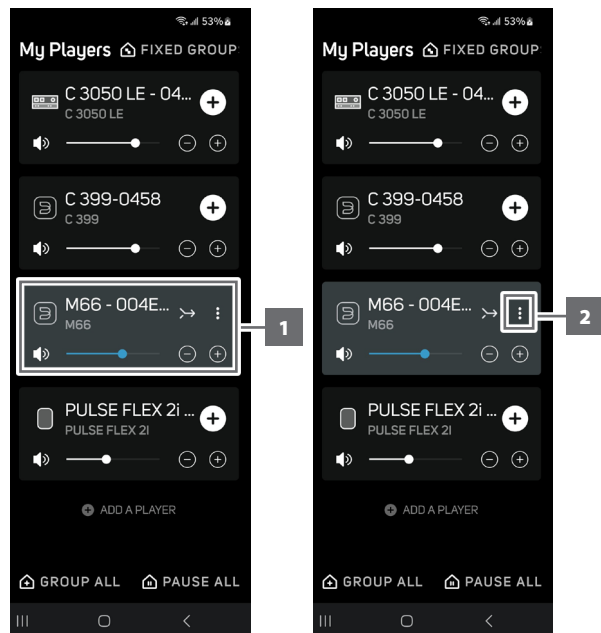 53%
My Players FIXED GROUP
C 3050 LE - 04...
C 3050 LE
C 399-0458
C 399
M66 - 004E...
M66
PULSE FLEX 2i ...
PULSE FLEX 2I
ADD A PLAYER
GROUP ALL PAUSE ALL
1
53%
My Players FIXED GROUP
C 3050 LE - 04...
C 3050 LE
C 399-0458
C 399
M66 - 004E...
M66
PULSE FLEX 2i ...
PULSE FLEX 2I
ADD A PLAYER
GROUP ALL PAUSE ALL
2